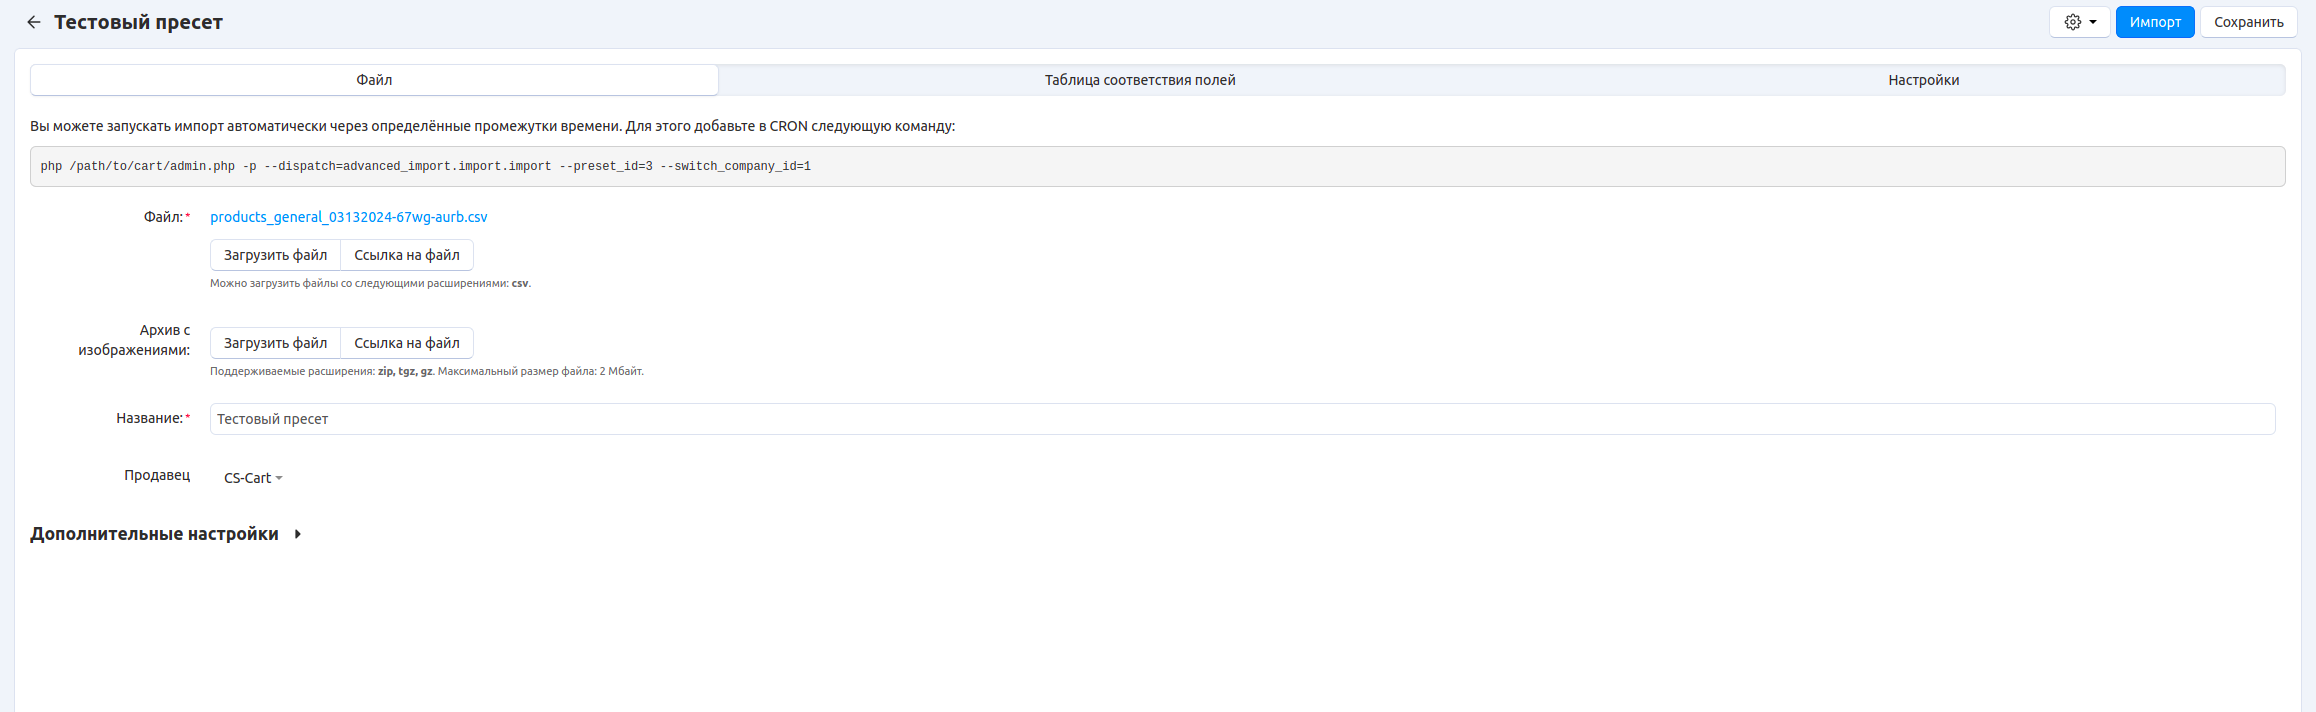 Тестовый пресет
Импорт
Сохранить
Файл
Таблица соответствия полей
Настройки
Вы можете запускать импорт автоматически через определённые промежутки времени. Для этого добавьте в CRON следующую команду:
php /path/to/cart/admin.php -p --dispatch=advanced_import.import.import --preset_id=3 --switch_company_id=1
Файл:*
products_general_03132024-67wg-aurb.csv
Загрузить файл
Ссылка на файл
Можно загрузить файлы со следующими расширениями: csv.
Архив с
изображениями:
Загрузить файл
Ссылка на файл
Поддерживаемые расширения: zip, tgz, gz. Максимальный размер файла: 2 Мбайт.
Название:*
Тестовый пресет
Продавец
CS-Cart
Дополнительные настройки